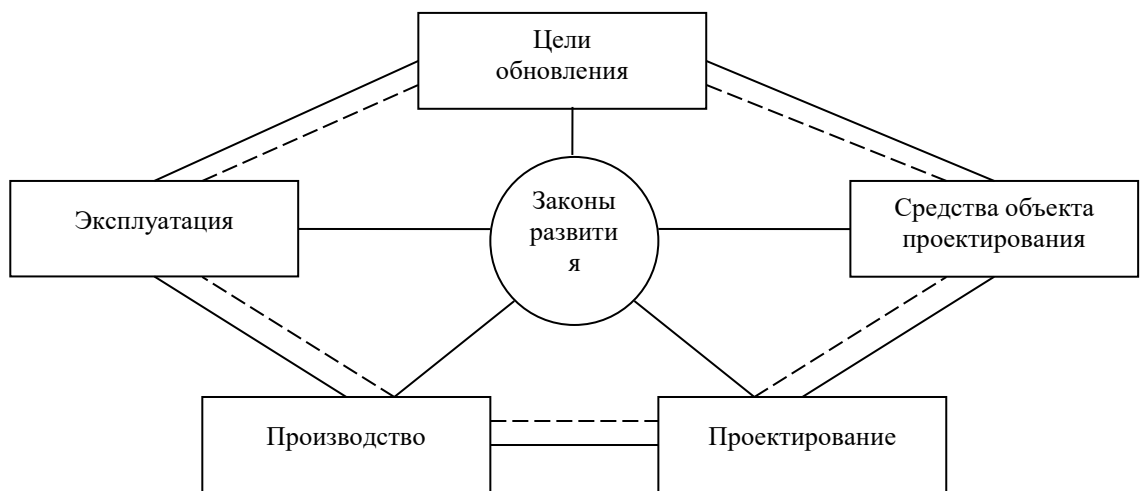 Цели
обновления
Эксплуатация
Законы
развити
я
Средства объекта
проектирования
Производство
Проектирование